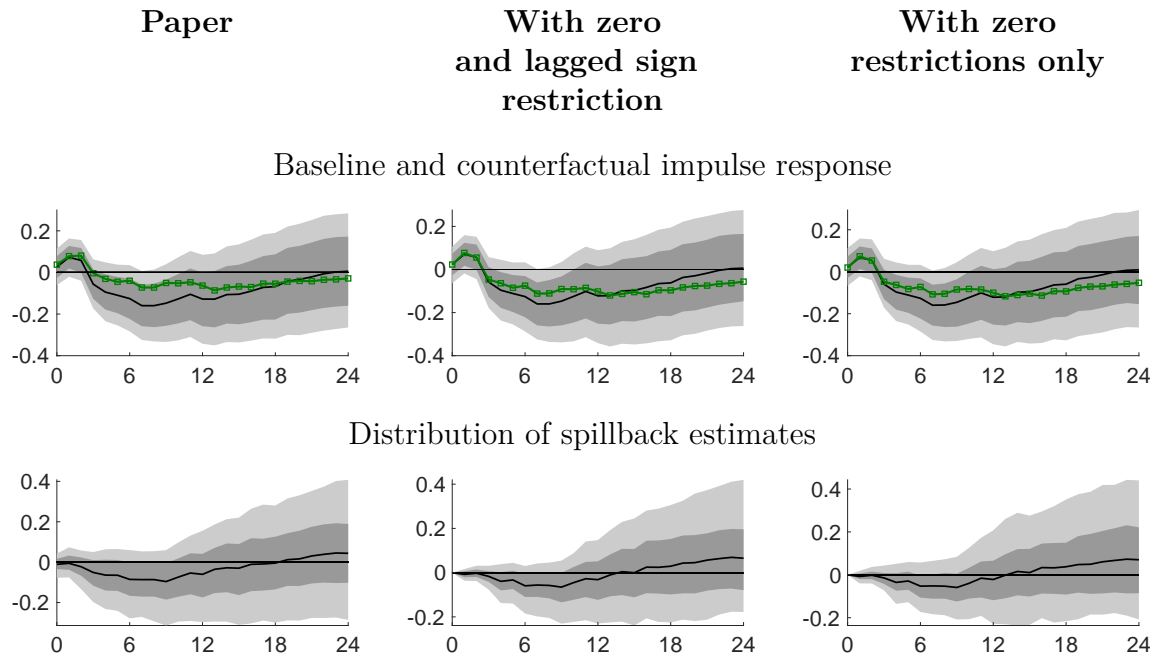 Paper
With zero
and lagged sign
restriction
With zero
restrictions only
Baseline and counterfactual impulse response
0.2
0
-0.2
-0.4
0 6 12 18 24
0.2
0
-0.2
-0.4
0 6 12 18 24
0.2
0
-0.2
-0.4
0 6 12 18 24
Distribution of spillback estimates
0.4
0.2
0
-0.2
0 6 12 18 24
0.4
0.2
0
-0.2
0 6 12 18 24
0.4
0.2
0
-0.2
0 6 12 18 24